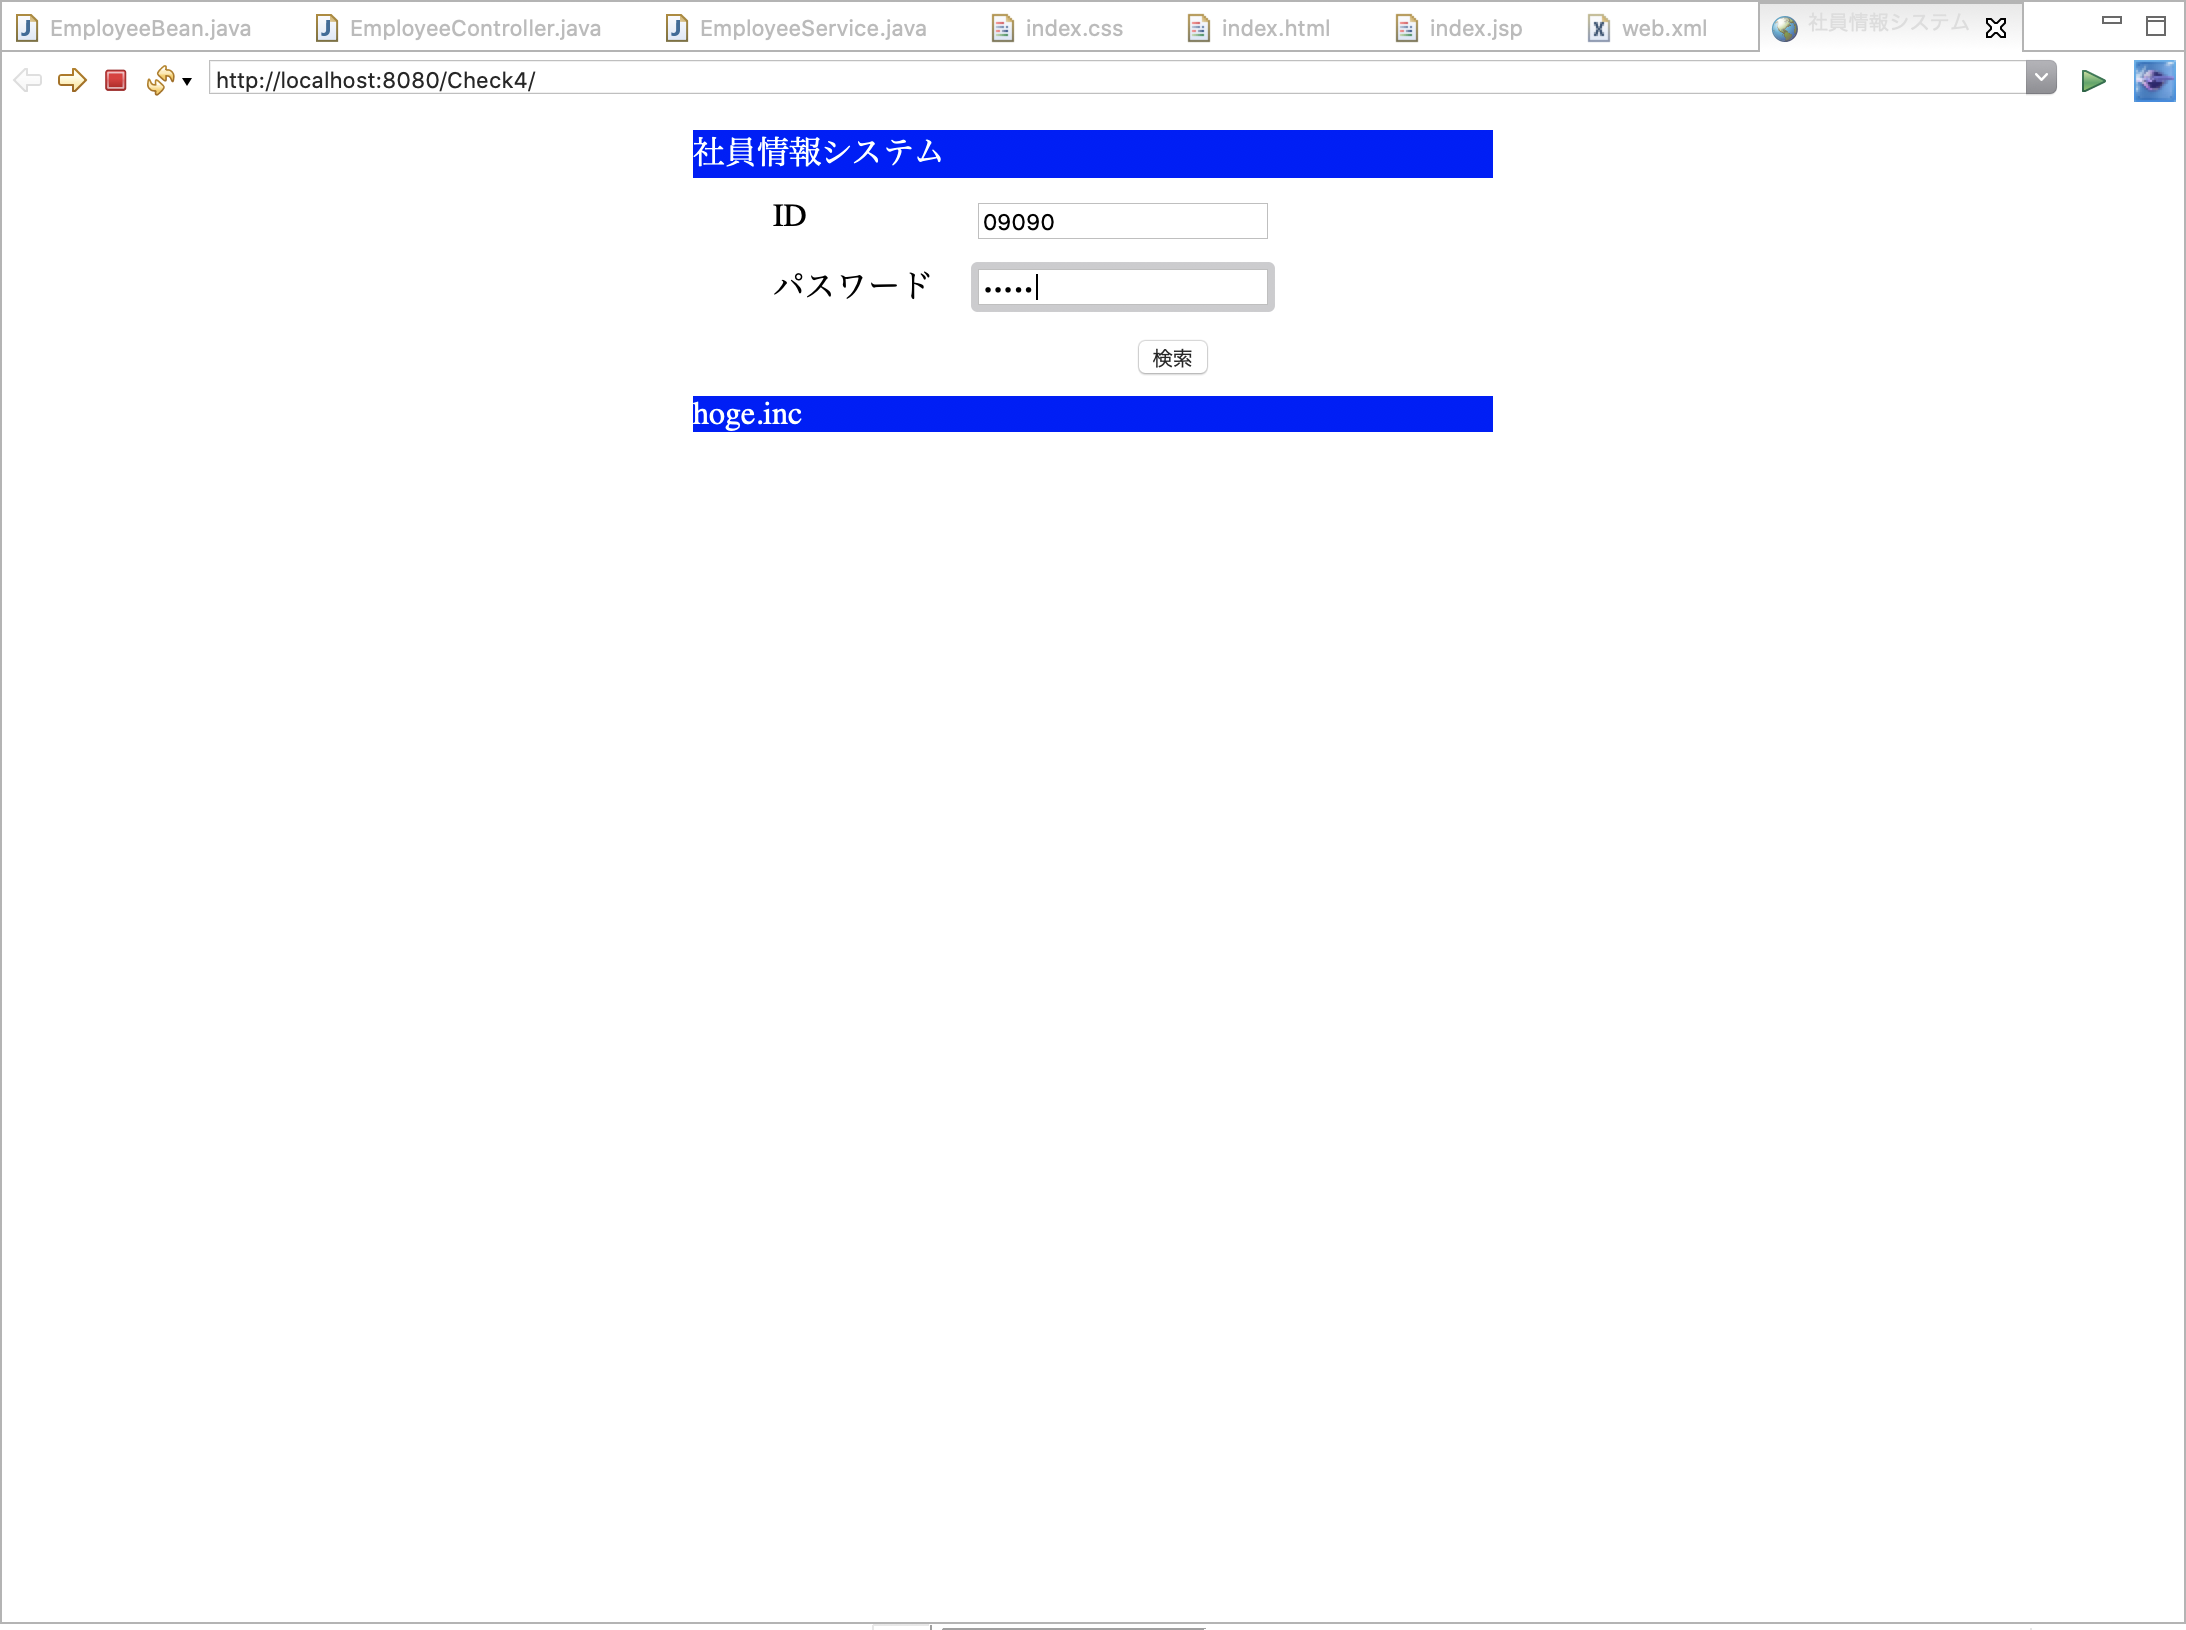 EmployeeBean.java EmployeeController.java EmployeeService.java index.css index.html index.jsp web.xml 社員情報システム
http://localhost:8080/Check4/
社員情報システム
ID 09090
パスワード •••••
検索
hoge.inc